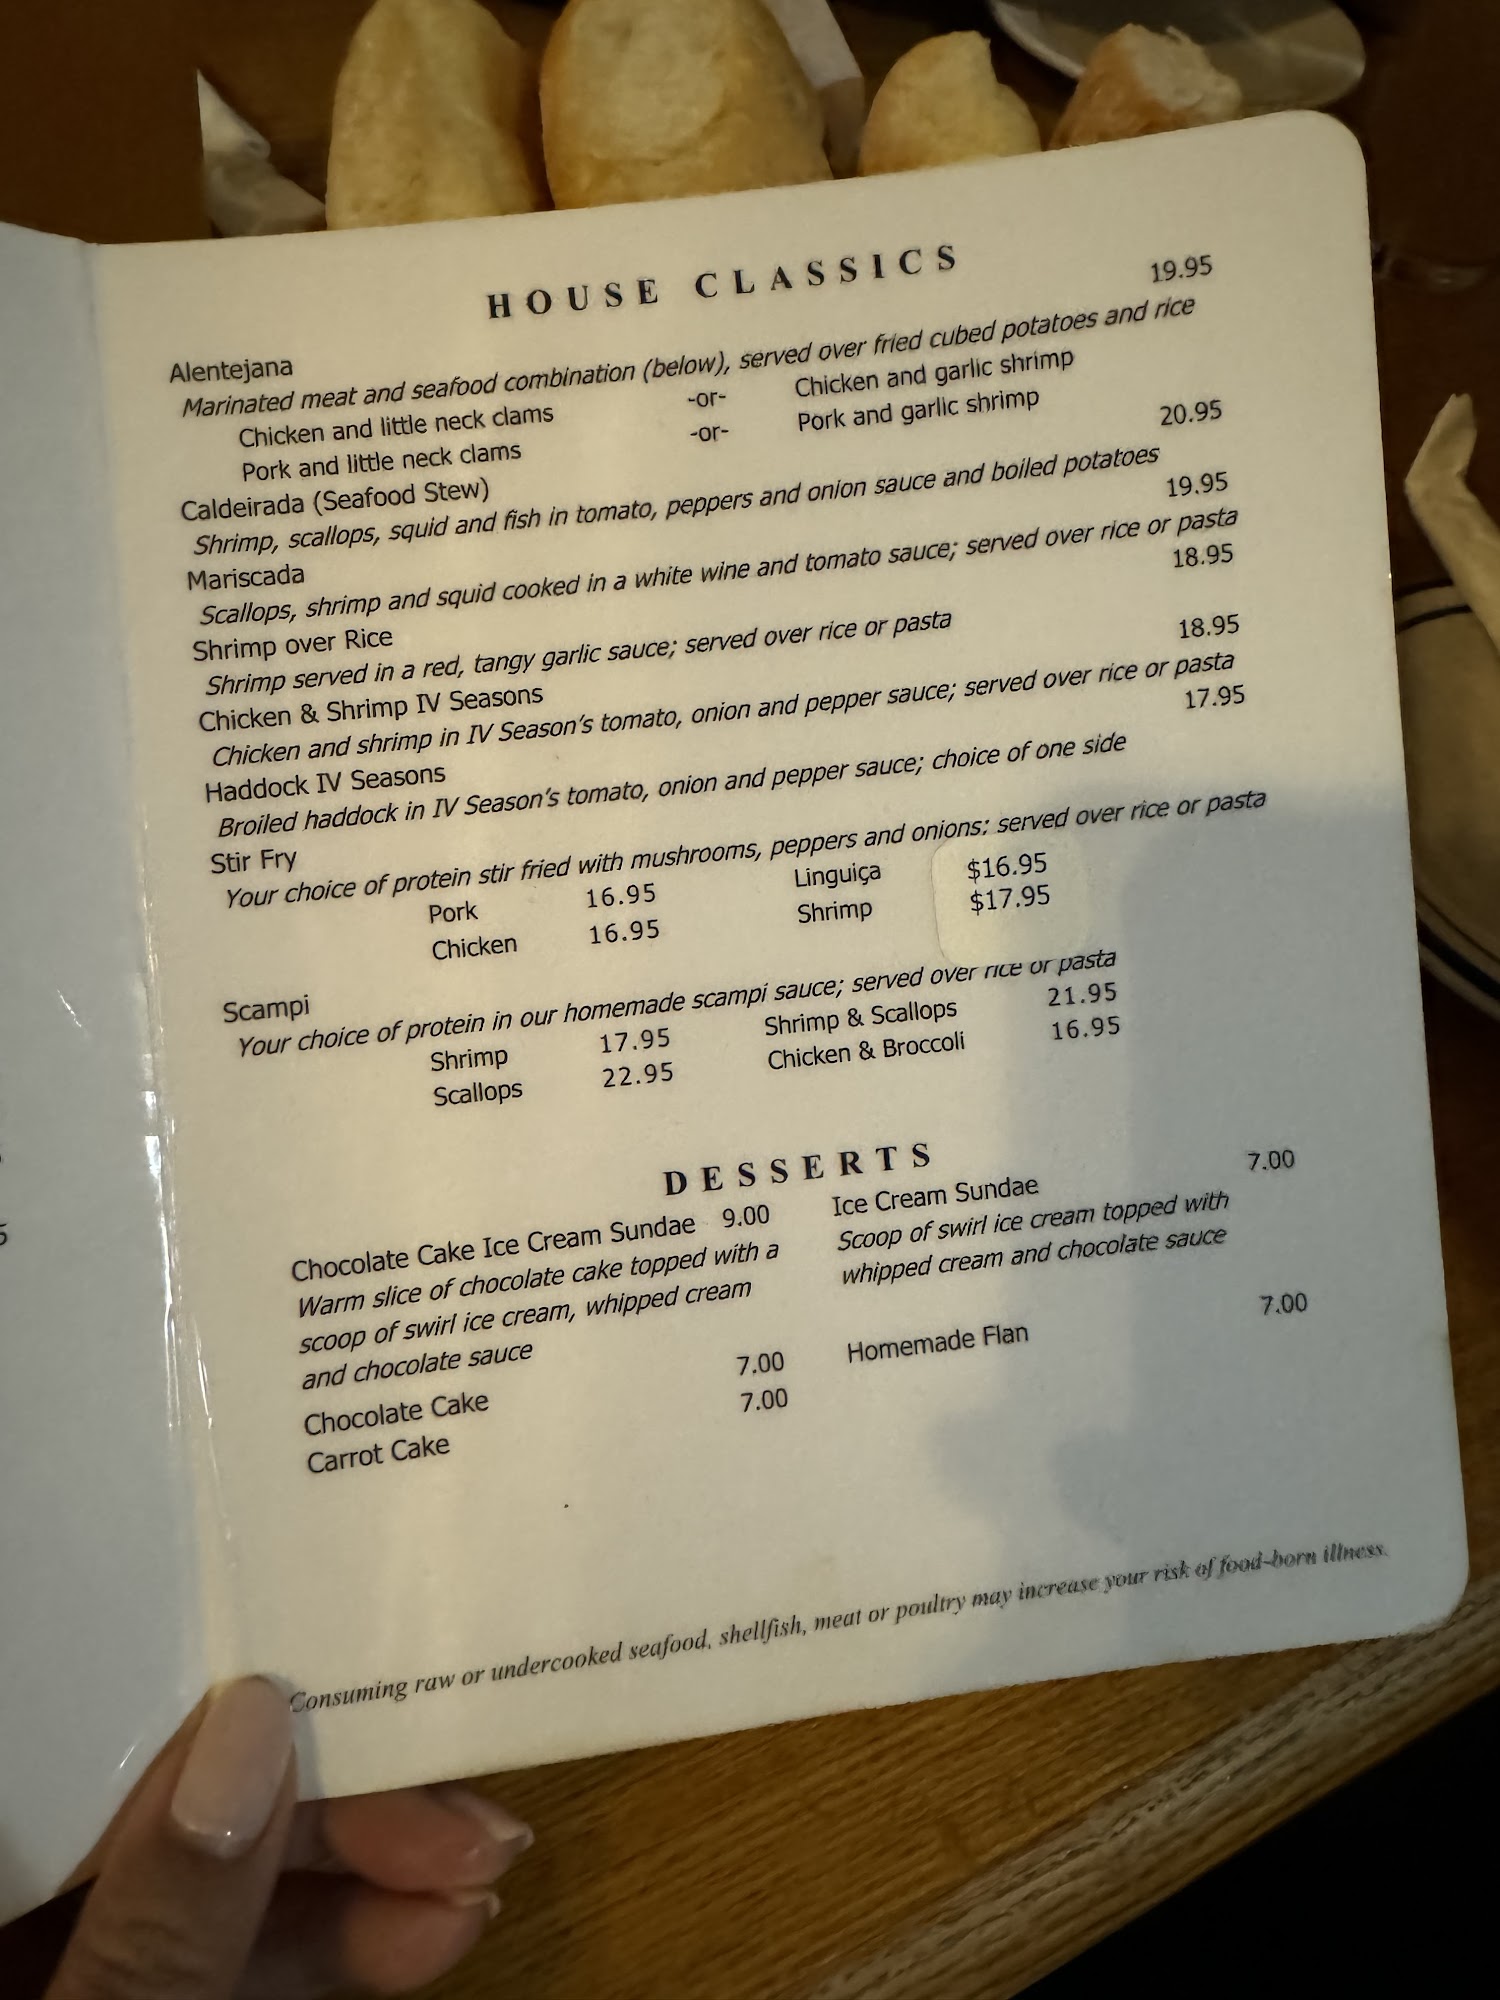 HOUSE CLASSICS
Alentejana 19.95
Marinated meat and seafood combination (below), served over fried cubed potatoes and rice
Chicken and little neck clams -or- Chicken and garlic shrimp
Pork and little neck clams -or- Pork and garlic shrimp
Caldeirada (Seafood Stew) 20.95
Shrimp, scallops, squid and fish in tomato, peppers and onion sauce and boiled potatoes
Mariscada 19.95
Scallops, shrimp and squid cooked in a white wine and tomato sauce; served over rice or pasta
Shrimp over Rice 18.95
Shrimp served in a red, tangy garlic sauce; served over rice or pasta
Chicken & Shrimp IV Seasons 18.95
Chicken and shrimp in IV Season's tomato, onion and pepper sauce; served over rice or pasta
Haddock IV Seasons 17.95
Broiled haddock in IV Season's tomato, onion and pepper sauce; choice of one side
Stir Fry
Your choice of protein stir fried with mushrooms, peppers and onions; served over rice or pasta
Pork 16.95 Linguiça $16.95
Chicken 16.95 Shrimp $17.95
Scampi
Your choice of protein in our homemade scampi sauce; served over rice or pasta
Shrimp 17.95 Shrimp & Scallops 21.95
Scallops 22.95 Chicken & Broccoli 16.95
DESSERTS
Chocolate Cake Ice Cream Sundae 9.00
Warm slice of chocolate cake topped with a
scoop of swirl ice cream, whipped cream
and chocolate sauce
Chocolate Cake 7.00
Carrot Cake 7.00
Ice Cream Sundae 7.00
Scoop of swirl ice cream topped with
whipped cream and chocolate sauce
Homemade Flan 7.00
Consuming raw or undercooked seafood, shellfish, meat or poultry may increase your risk of food-born illness.